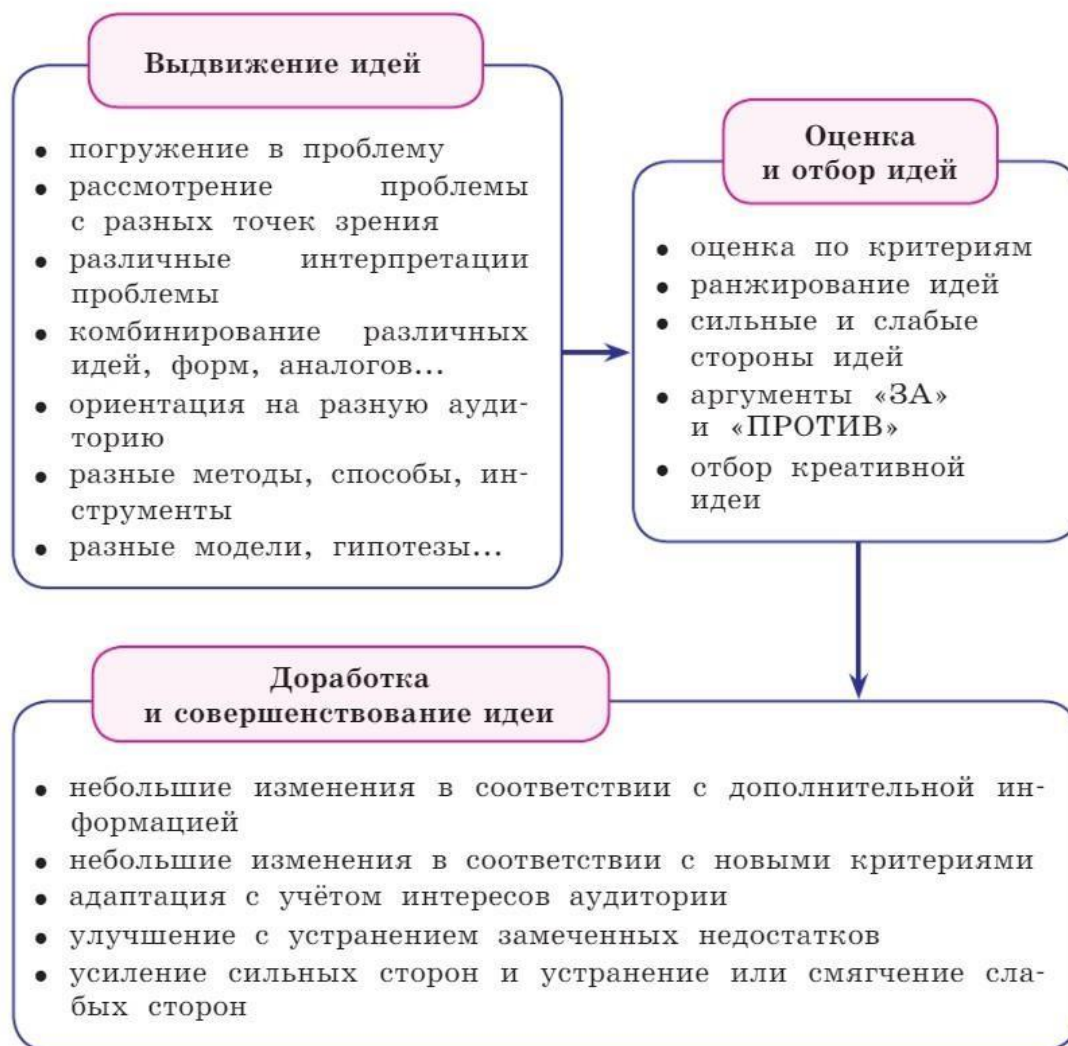 Выдвижение идей
• погружение в проблему
• рассмотрение проблемы
с разных точек зрения
• различные интерпретации
проблемы
• комбинирование различных
идей, форм, аналогов...
• ориентация на разную ауди-
торию
• разные методы, способы, ин-
струменты
• разные модели, гипотезы...
Оценка
и отбор идей
• оценка по критериям
• ранжирование идей
• сильные и слабые
стороны идей
• аргументы «ЗА»
и «ПРОТИВ»
• отбор креативной
идеи
Доработка
и совершенствование идеи
• небольшие изменения в соответствии с дополнительной ин-
формацией
• небольшие изменения в соответствии с новыми критериями
• адаптация с учётом интересов аудитории
• улучшение с устранением замеченных недостатков
• усиление сильных сторон и устранение или смягчение сла-
бых сторон